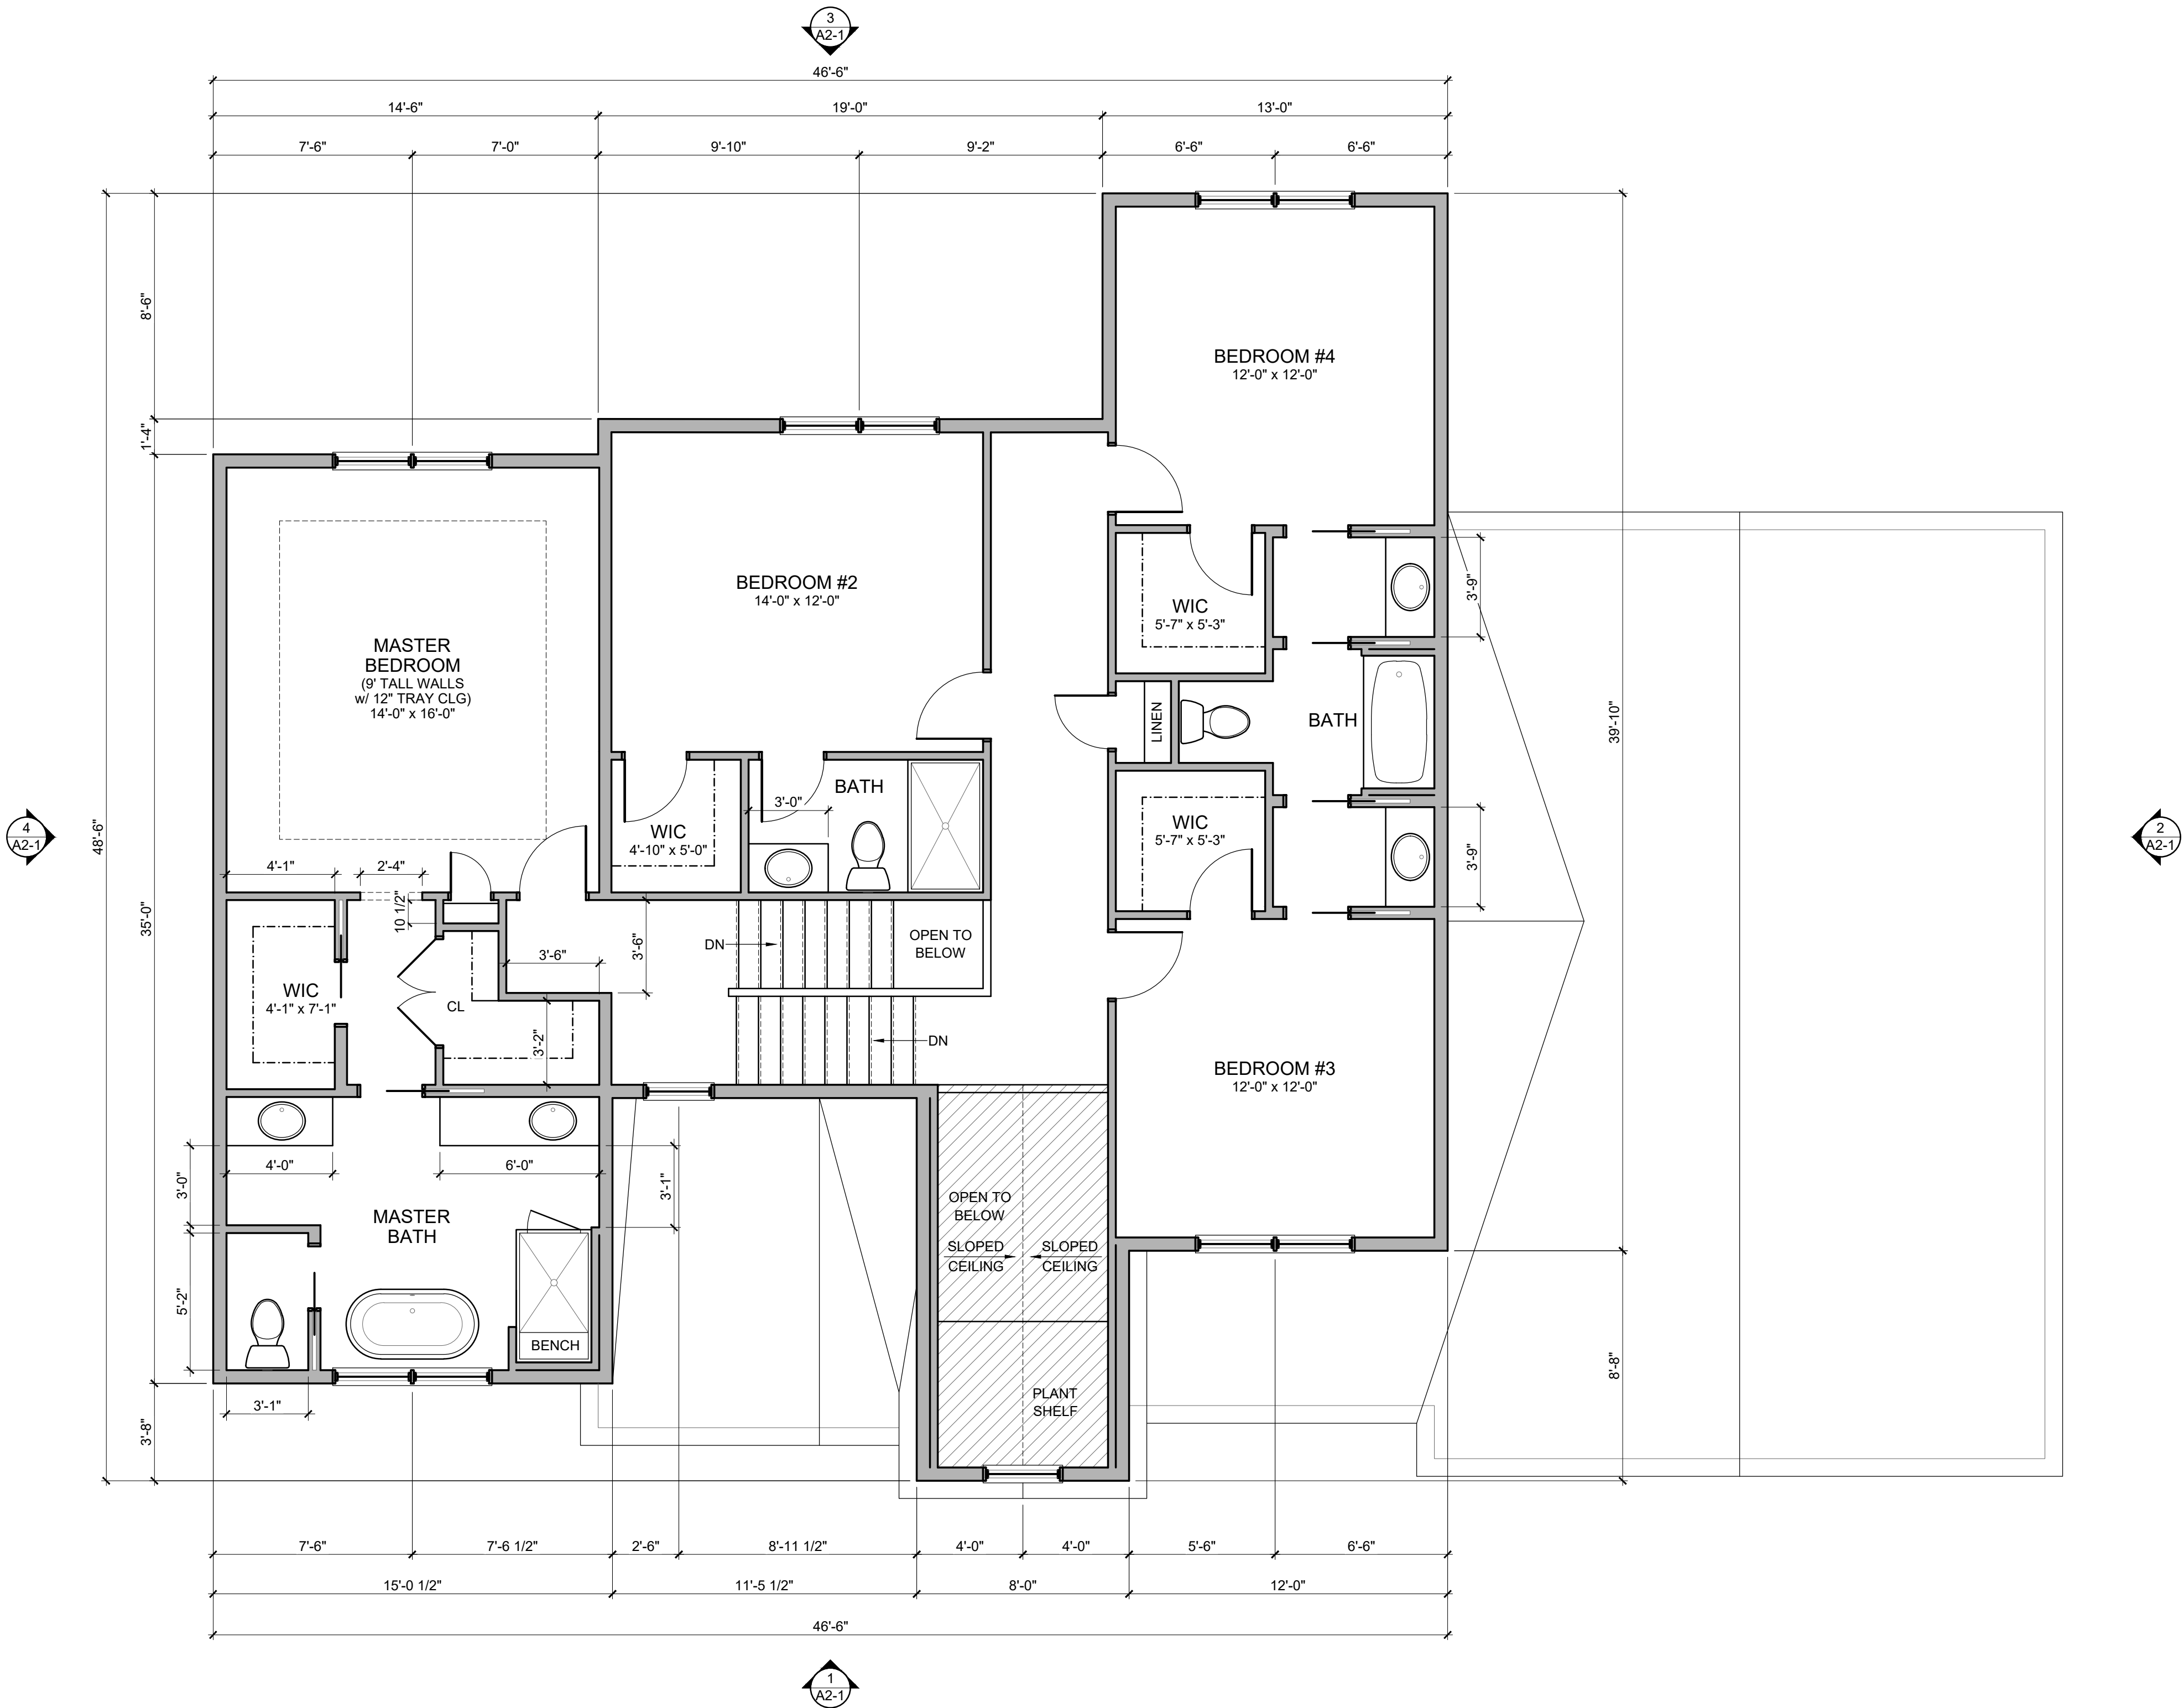 3
A2-1
46'-6"
14'-6"
19'-0"
13'-0"
7'-6"
7'-0"
9'-10"
9'-2"
6'-6"
6'-6"
8'-6"
1'-4"
48'-6"
35'-0"
3'-8"
39'-10"
8'-8"
BEDROOM #4
12'-0" x 12'-0"
BEDROOM #2
14'-0" x 12'-0"
MASTER
BEDROOM
(9' TALL WALLS
w/ 12" TRAY CLG)
14'-0" x 16'-0"
WIC
5'-7" x 5'-3"
3'-9"
LINEN
BATH
BATH
3'-0"
WIC
4'-10" x 5'-0"
WIC
5'-7" x 5'-3"
3'-9"
4
A2-1
2
A2-1
4'-1"
2'-4"
10 1/2"
3'-6"
3'-6"
DN
OPEN TO
BELOW
WIC
4'-1" x 7'-1"
CL
3'-2"
DN
BEDROOM #3
12'-0" x 12'-0"
4'-0"
6'-0"
3'-0"
3'-1"
MASTER
BATH
5'-2"
BENCH
3'-1"
OPEN TO
BELOW
SLOPED
CEILING
SLOPED
CEILING
PLANT
SHELF
7'-6"
7'-6 1/2"
2'-6"
8'-11 1/2"
4'-0"
4'-0"
5'-6"
6'-6"
15'-0 1/2"
11'-5 1/2"
8'-0"
12'-0"
46'-6"
1
A2-1